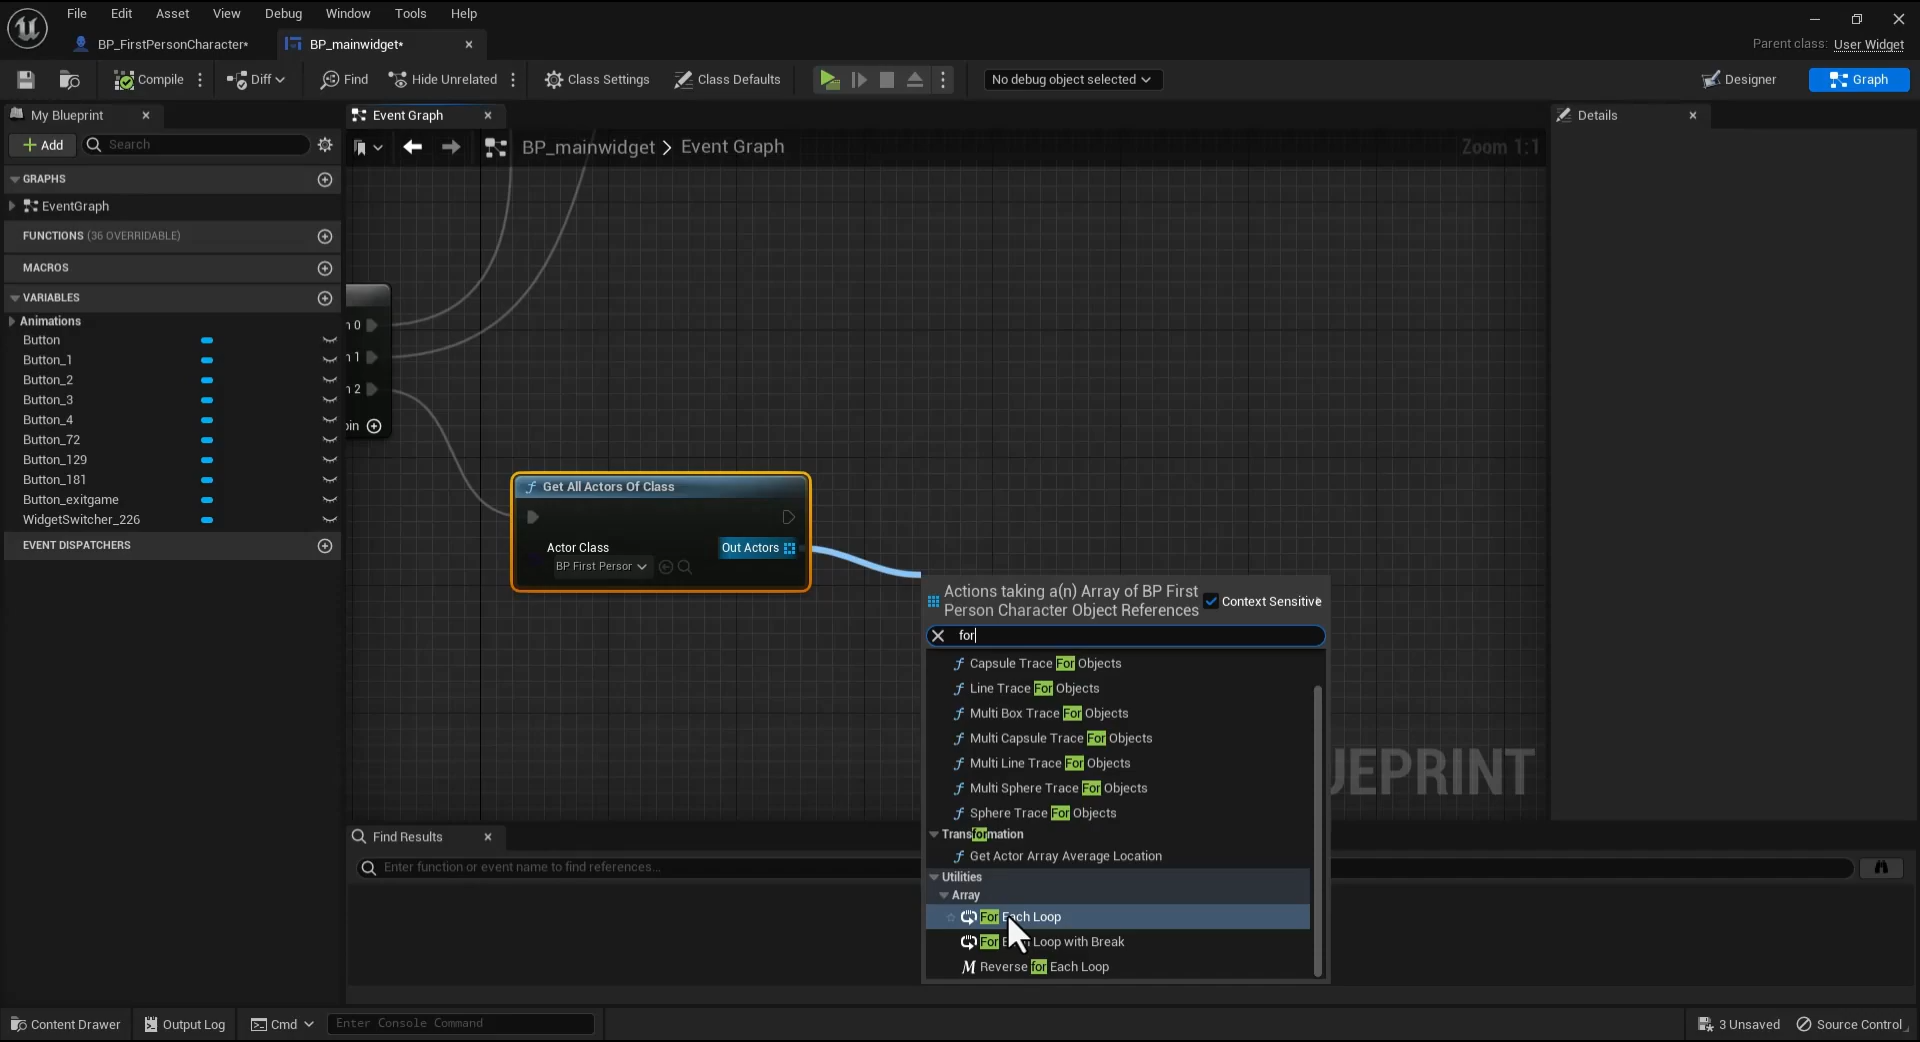 File Edit Asset View Debug Window Tools Help
BP_FirstPersonCharacter*
BP_mainwidget*
Parent class: User Widget
Compile
Diff
Find
Hide Unrelated
Class Settings
Class Defaults
No debug object selected
Designer
Graph
My Blueprint
Add
Search
GRAPHS
EventGraph
FUNCTIONS (36 OVERRIDABLE)
MACROS
VARIABLES
Animations
Button
Button_1
Button_2
Button_3
Button_4
Button_72
Button_129
Button_181
Button_exitgame
WidgetSwitcher_226
EVENT DISPATCHERS
Event Graph
BP_mainwidget > Event Graph
Zoom 1:1
n 0
n 1
n 2
pin
Get All Actors Of Class
Actor Class
BP First Person
Out Actors
Actions taking a(n) Array of BP First
Person Character Object References
Context Sensitive
for
Capsule Trace For Objects
Line Trace For Objects
Multi Box Trace For Objects
Multi Capsule Trace For Objects
Multi Line Trace For Objects
Multi Sphere Trace For Objects
Sphere Trace For Objects
Transformation
Get Actor Array Average Location
Utilities
Array
For Each Loop
For Loop with Break
Reverse for Each Loop
UEPRINT
Details
Find Results
Enter function or event name to find references...
Content Drawer
Output Log
Cmd
Enter Console Command
3 Unsaved
Source Control